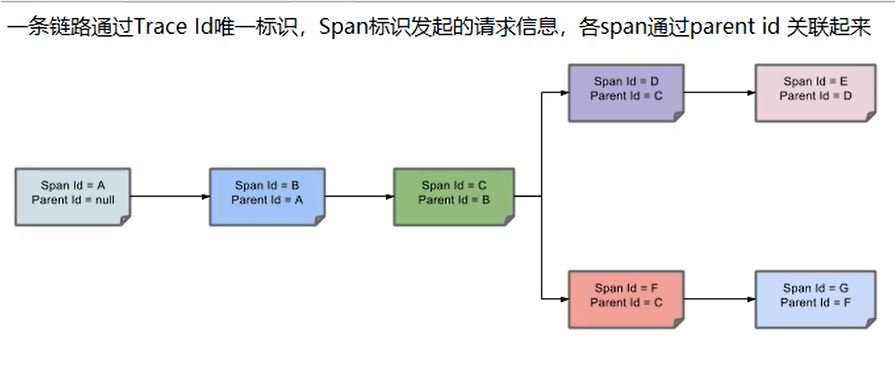 一条链路通过Trace Id唯一标识，Span标识发起的请求信息，各span通过parent id 关联起来
Span Id = A
Parent Id = null
Span Id = B
Parent Id = A
Span Id = C
Parent Id = B
Span Id = D
Parent Id = C
Span Id = E
Parent Id = D
Span Id = F
Parent Id = C
Span Id = G
Parent Id = F